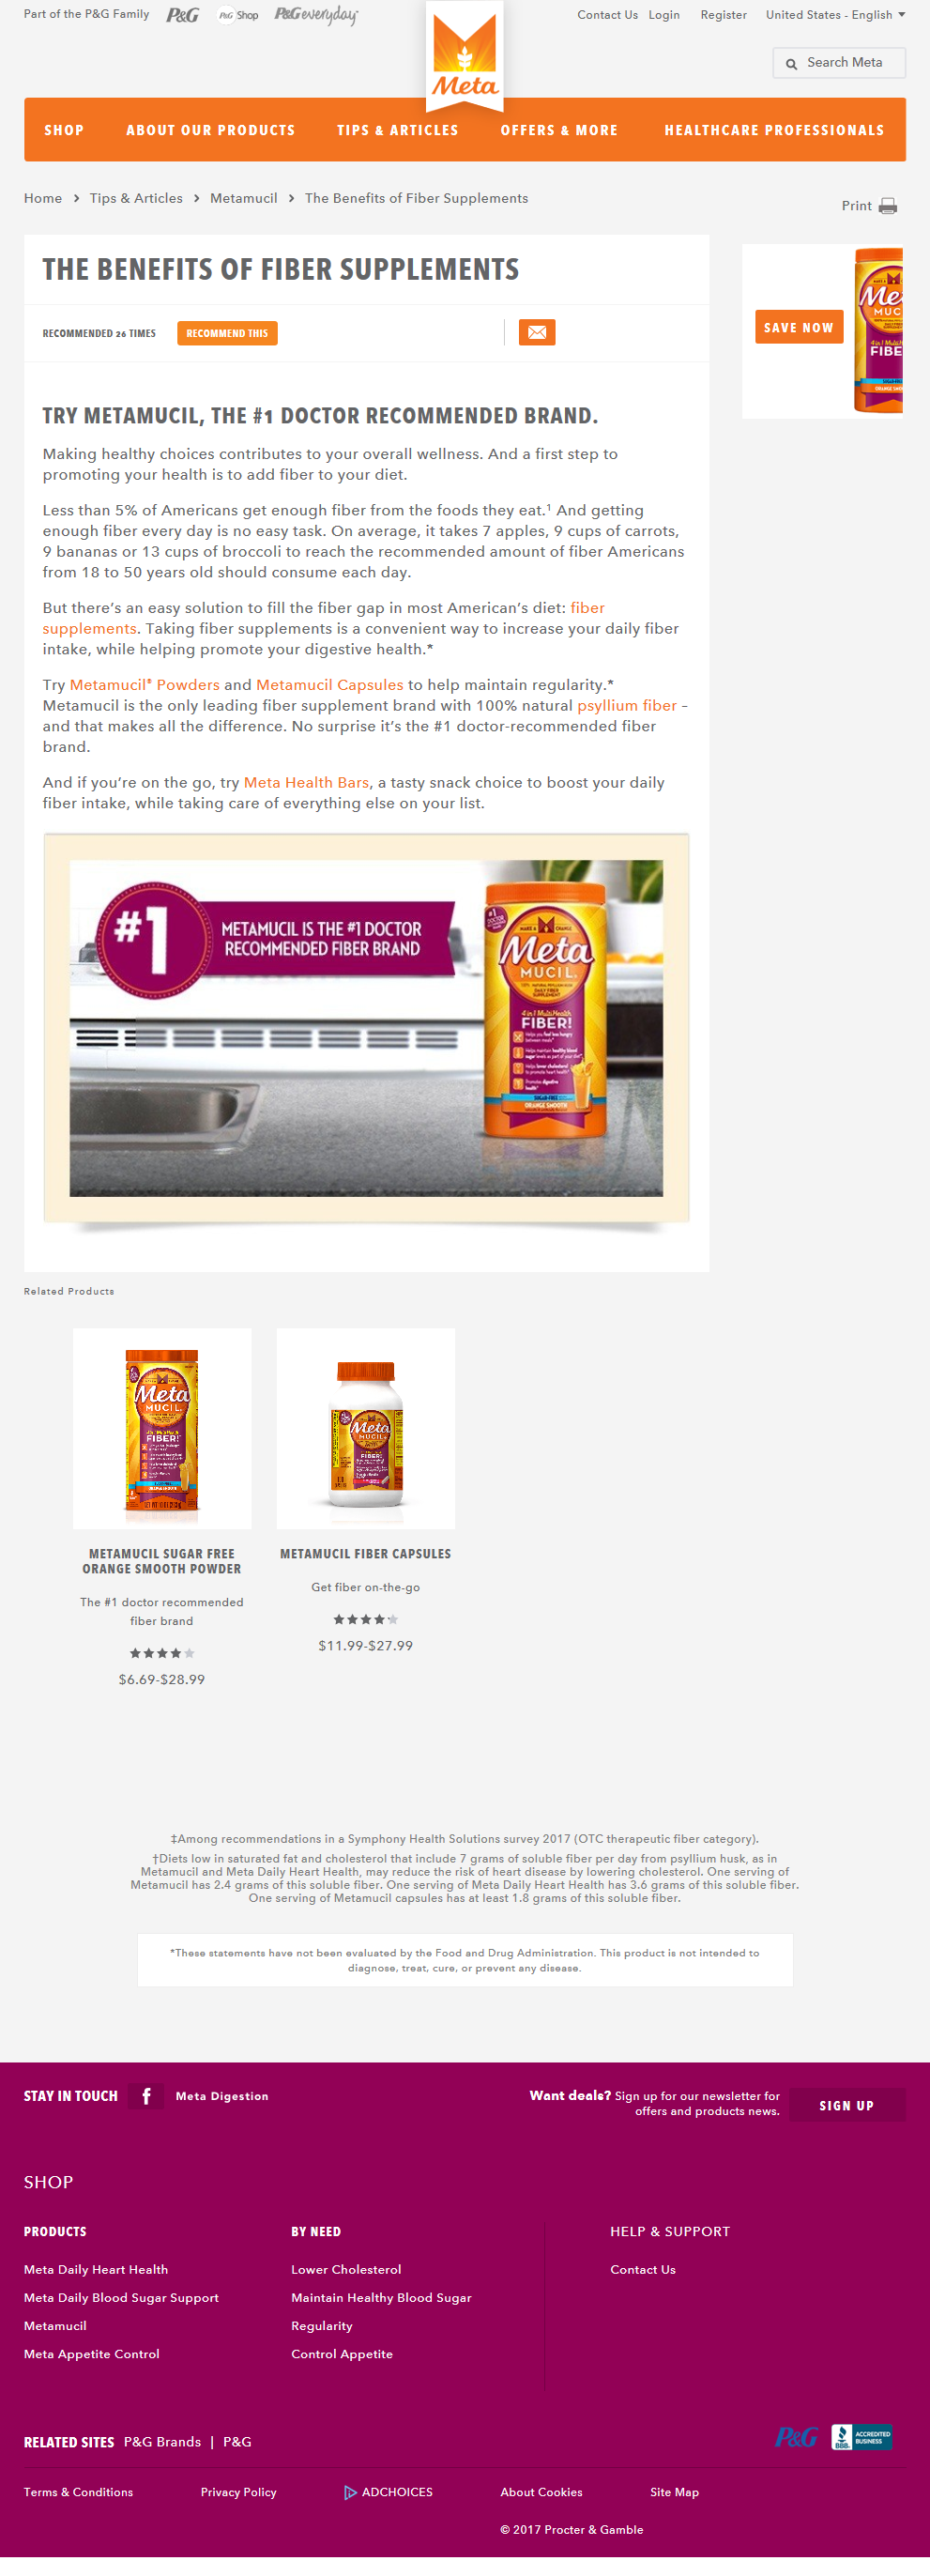 Part of the P&G Family P&G P&G Shop P&G everyday
Contact Us Login Register United States - English
Meta
Search Meta
SHOP ABOUT OUR PRODUCTS TIPS & ARTICLES OFFERS & MORE HEALTHCARE PROFESSIONALS
Home > Tips & Articles > Metamucil > The Benefits of Fiber Supplements
Print
THE BENEFITS OF FIBER SUPPLEMENTS
RECOMMENDED 26 TIMES RECOMMEND THIS
SAVE NOW
TRY METAMUCIL, THE #1 DOCTOR RECOMMENDED BRAND.
Making healthy choices contributes to your overall wellness. And a first step to
promoting your health is to add fiber to your diet.
Less than 5% of Americans get enough fiber from the foods they eat.¹ And getting
enough fiber every day is no easy task. On average, it takes 7 apples, 9 cups of carrots,
9 bananas or 13 cups of broccoli to reach the recommended amount of fiber Americans
from 18 to 50 years old should consume each day.
But there’s an easy solution to fill the fiber gap in most American’s diet: fiber
supplements. Taking fiber supplements is a convenient way to increase your daily fiber
intake, while helping promote your digestive health.*
Try Metamucil® Powders and Metamucil Capsules to help maintain regularity.*
Metamucil is the only leading fiber supplement brand with 100% natural psyllium fiber –
and that makes all the difference. No surprise it’s the #1 doctor-recommended fiber
brand.
And if you’re on the go, try Meta Health Bars, a tasty snack choice to boost your daily
fiber intake, while taking care of everything else on your list.
#1
METAMUCIL IS THE #1 DOCTOR
RECOMMENDED FIBER BRAND
Meta
MUCIL
4 in 1 MultiHealth
FIBER!
SUGAR-FREE
ORANGE SMOOTH
Related Products
Meta
MUCIL
FIBER!
Meta
MUCIL
FIBER!
METAMUCIL SUGAR FREE
ORANGE SMOOTH POWDER
The #1 doctor recommended
fiber brand
$6.69-$28.99
METAMUCIL FIBER CAPSULES
Get fiber on-the-go
$11.99-$27.99
‡Among recommendations in a Symphony Health Solutions survey 2017 (OTC therapeutic fiber category).
†Diets low in saturated fat and cholesterol that include 7 grams of soluble fiber per day from psyllium husk, as in
Metamucil and Meta Daily Heart Health, may reduce the risk of heart disease by lowering cholesterol. One serving of
Metamucil has 2.4 grams of this soluble fiber. One serving of Meta Daily Heart Health has 3.6 grams of this soluble fiber.
One serving of Metamucil capsules has at least 1.8 grams of this soluble fiber.
*These statements have not been evaluated by the Food and Drug Administration. This product is not intended to
diagnose, treat, cure, or prevent any disease.
STAY IN TOUCH f Meta Digestion
Want deals? Sign up for our newsletter for
offers and products news.
SIGN UP
SHOP
PRODUCTS
Meta Daily Heart Health
Meta Daily Blood Sugar Support
Metamucil
Meta Appetite Control
BY NEED
Lower Cholesterol
Maintain Healthy Blood Sugar
Regularity
Control Appetite
HELP & SUPPORT
Contact Us
RELATED SITES P&G Brands | P&G
P&G
BBB. ACCREDITED
BUSINESS
Terms & Conditions Privacy Policy ADCHOICES About Cookies Site Map
© 2017 Procter & Gamble